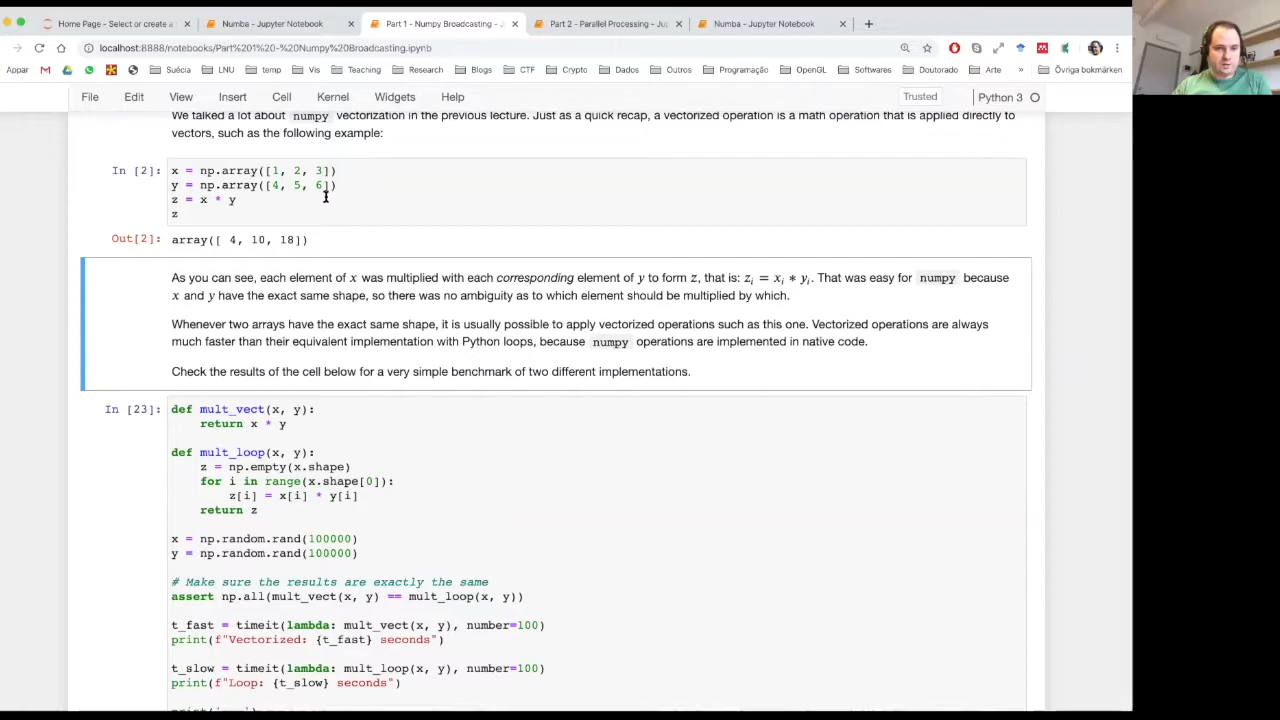 Home Page - Select or create a
Numba - Jupyter Notebook
Part 1 - Numpy Broadcasting - J
Part 2 - Parallel Processing - Ju
Numba - Jupyter Notebook
localhost:8888/notebooks/Part%201%20-%20Numpy%20Broadcasting.ipynb
Appar
Suécia
LNU
temp
Vis
Teaching
Research
Blogs
CTF
Crypto
Dados
Outros
Programação
OpenGL
Softwares
Doutorado
Arte
»
Övriga bokmärken
File Edit View Insert Cell Kernel Widgets Help
Trusted
Python 3
We talked a lot about numpy vectorization in the previous lecture. Just as a quick recap, a vectorized operation is a math operation that is applied directly to
vectors, such as the following example:
In [2]: x = np.array([1, 2, 3])
y = np.array([4, 5, 6])
z = x * y
z
Out[2]: array([ 4, 10, 18])
As you can see, each element of x was multiplied with each corresponding element of y to form z, that is: zᵢ = xᵢ * yᵢ. That was easy for numpy because
x and y have the exact same shape, so there was no ambiguity as to which element should be multiplied by which.
Whenever two arrays have the exact same shape, it is usually possible to apply vectorized operations such as this one. Vectorized operations are always
much faster than their equivalent implementation with Python loops, because numpy operations are implemented in native code.
Check the results of the cell below for a very simple benchmark of two different implementations.
In [23]: def mult_vect(x, y):
return x * y
def mult_loop(x, y):
z = np.empty(x.shape)
for i in range(x.shape[0]):
z[i] = x[i] * y[i]
return z
x = np.random.rand(100000)
y = np.random.rand(100000)
# Make sure the results are exactly the same
assert np.all(mult_vect(x, y) == mult_loop(x, y))
t_fast = timeit(lambda: mult_vect(x, y), number=100)
print(f"Vectorized: {t_fast} seconds")
t_slow = timeit(lambda: mult_loop(x, y), number=100)
print(f"Loop: {t_slow} seconds")